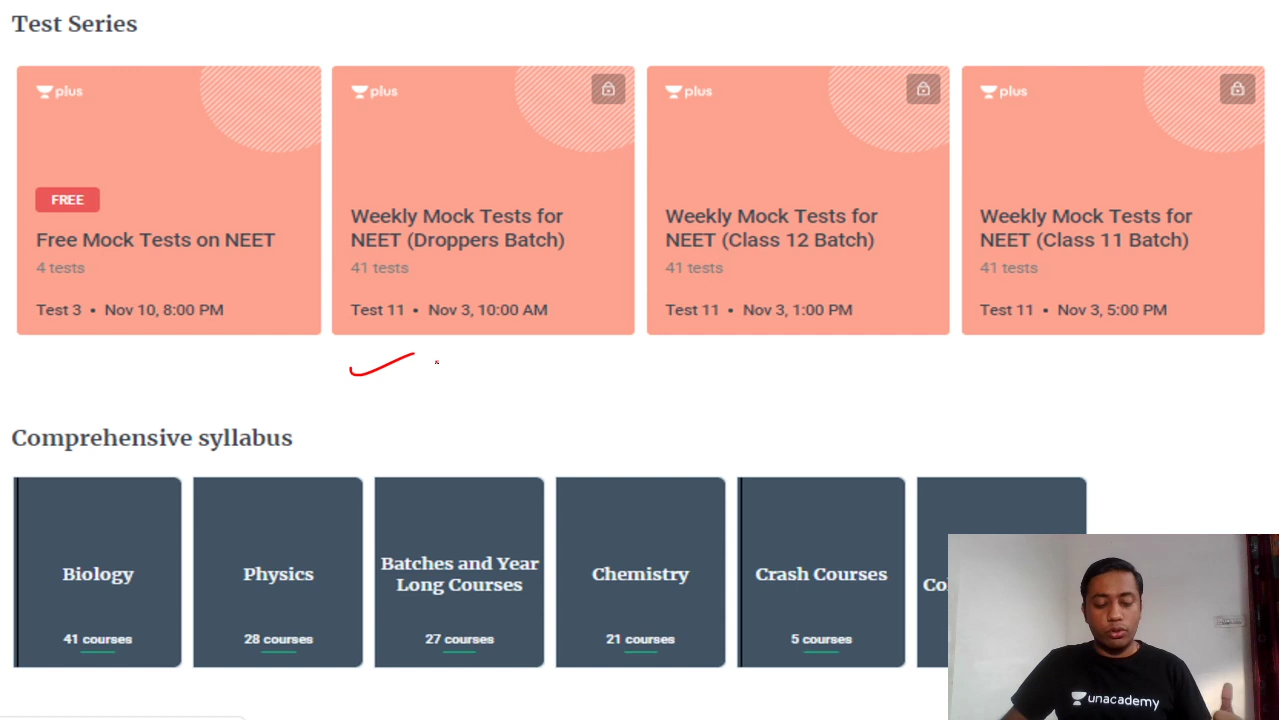 Test Series
plus
FREE
Free Mock Tests on NEET
4 tests
Test 3 • Nov 10, 8:00 PM
plus
Weekly Mock Tests for
NEET (Droppers Batch)
41 tests
Test 11 • Nov 3, 10:00 AM
plus
Weekly Mock Tests for
NEET (Class 12 Batch)
41 tests
Test 11 • Nov 3, 1:00 PM
plus
Weekly Mock Tests for
NEET (Class 11 Batch)
41 tests
Test 11 • Nov 3, 5:00 PM
Comprehensive syllabus
Biology
41 courses
Physics
28 courses
Batches and Year
Long Courses
27 courses
Chemistry
21 courses
Crash Courses
5 courses
unacademy